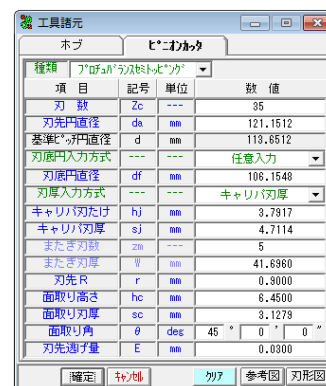 工具諸元
ホブ ﾋﾟﾆｵﾝｶｯﾀ
種類 ﾌﾟﾛﾁｭﾊﾞﾗﾝｽｾﾐﾄｯﾋﾟﾝｸﾞ
項 目 記号 単位 数 値
刃 数 Zc --- 35
刃先円直径 da mm 121.1512
基準ﾋﾟｯﾁ円直径 d mm 113.6512
刃底円入力方式 --- --- 任意入力
刃底円直径 df mm 106.1548
刃厚入力方式 --- --- キャリパ刃厚
キャリパ刃たけ hj mm 3.7917
キャリパ刃厚 sj mm 4.7114
またぎ刃数 zm --- 5
またぎ刃厚 W mm 41.6960
刃先R r mm 0.9000
面取り高さ hc mm 6.4500
面取り刃厚 sc mm 3.1279
面取り角 θ deg 45 ° 0 ' 0 "
刃先逃げ量 E mm 0.0300
確定 ｷｬﾝｾﾙ ｸﾘｱ 参考図 刃形図